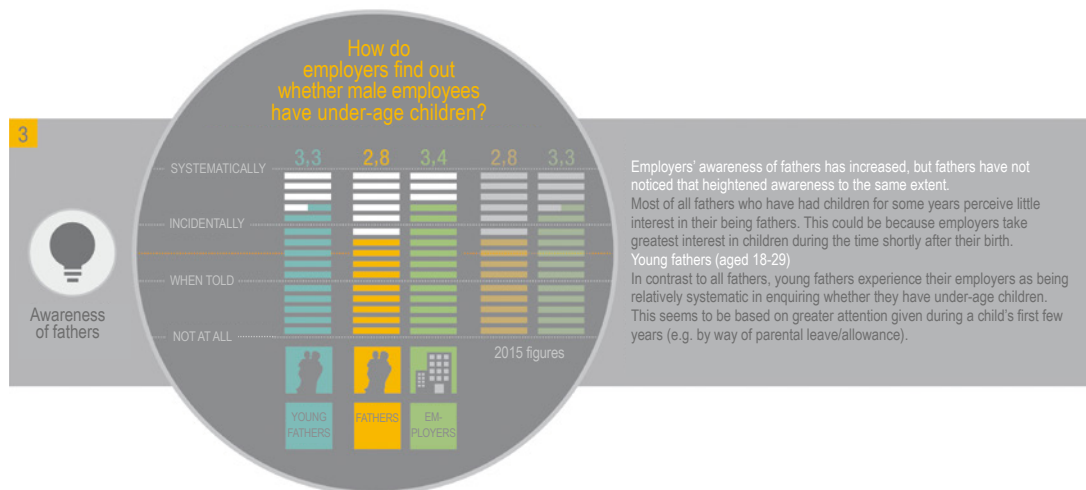 3
Awareness
of fathers
How do
employers find out
whether male employees
have under-age children?
3,3 2,8 3,4 2,8 3,3
SYSTEMATICALLY
INCIDENTALLY
WHEN TOLD
NOT AT ALL
2015 figures
YOUNG
FATHERS
FATHERS
EM-
PLOYERS
Employers’ awareness of fathers has increased, but fathers have not
noticed that heightened awareness to the same extent.
Most of all fathers who have had children for some years perceive little
interest in their being fathers. This could be because employers take
greatest interest in children during the time shortly after their birth.
Young fathers (aged 18-29)
In contrast to all fathers, young fathers experience their employers as being
relatively systematic in enquiring whether they have under-age children.
This seems to be based on greater attention given during a child’s first few
years (e.g. by way of parental leave/allowance).